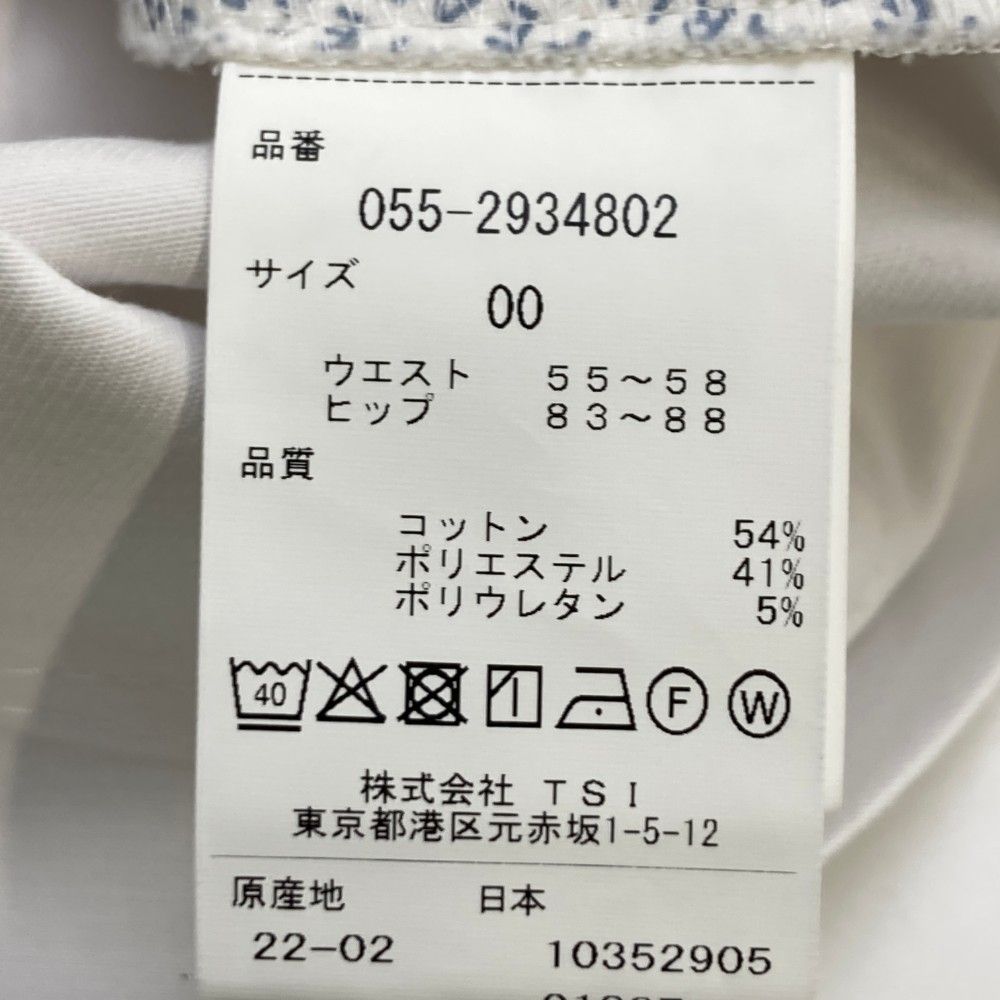 品番
055-2934802
サイズ
00
ウエスト 55~58
ヒップ 83~88
品質
コットン 54%
ポリエステル 41%
ポリウレタン 5%
40 F W
株式会社 TSI
東京都港区元赤坂1-5-12
原産地 日本
22-02 10352905